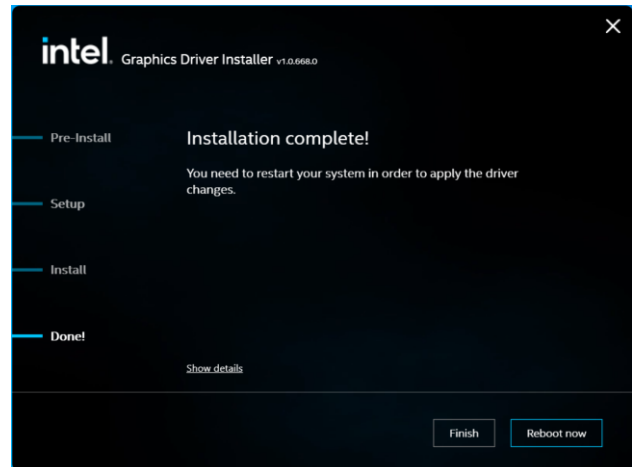 intel. Graphics Driver Installer v1.0.668.0
Pre-Install
Installation complete!
You need to restart your system in order to apply the driver
changes.
Setup
Install
Done!
Show details
Finish
Reboot now